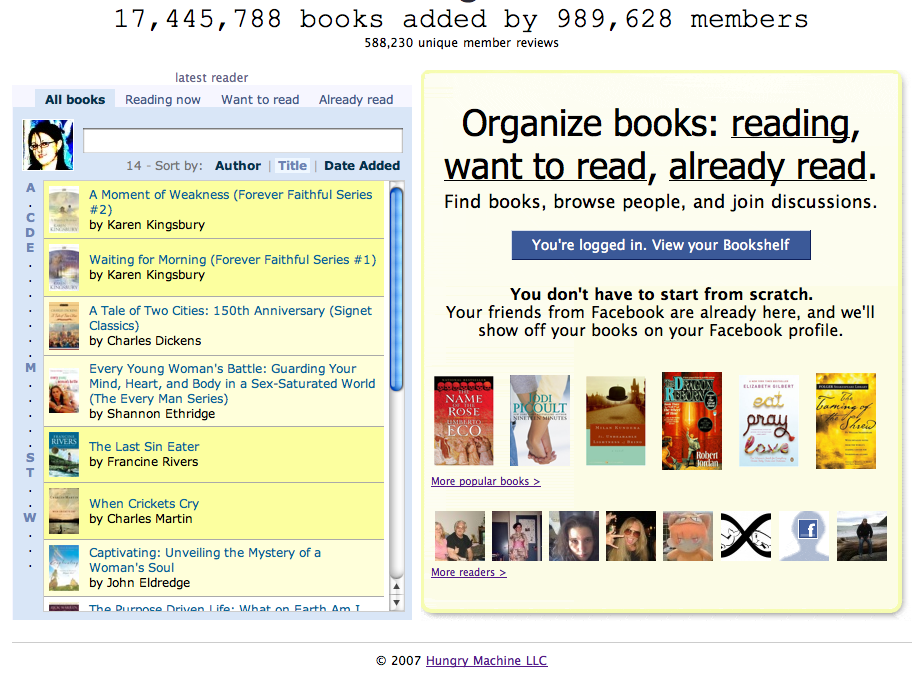 17,445,788 books added by 989,628 members
588,230 unique member reviews
latest reader
All books Reading now Want to read Already read
14 - Sort by: Author | Title | Date Added
A
.
C
D
E
.
.
.
.
.
.
.
M
.
.
.
.
.
S
T
.
.
W
.
.
.
A Moment of Weakness (Forever Faithful Series
#2)
by Karen Kingsbury
Waiting for Morning (Forever Faithful Series #1)
by Karen Kingsbury
A Tale of Two Cities: 150th Anniversary (Signet
Classics)
by Charles Dickens
Every Young Woman's Battle: Guarding Your
Mind, Heart, and Body in a Sex-Saturated World
(The Every Man Series)
by Shannon Ethridge
The Last Sin Eater
by Francine Rivers
When Crickets Cry
by Charles Martin
Captivating: Unveiling the Mystery of a
Woman's Soul
by John Eldredge
The Purpose Driven Life: What on Earth Am I
KINGSBURY
RIVERS
Organize books: reading,
want to read, already read.
Find books, browse people, and join discussions.
You're logged in. View your Bookshelf
You don't have to start from scratch.
Your friends from Facebook are already here, and we'll
show off your books on your Facebook profile.
NAME
OF THE
ROSE
UMBERTO
ECO
JODI
PICOULT
NINETEEN MINUTES
MILAN KUNDERA
THE DRAGON
REBORN
Robert
Jordan
ELIZABETH GILBERT
eat
pray
love
The
Taming of
the
Shrew
More popular books >
f
More readers >
© 2007 Hungry Machine LLC